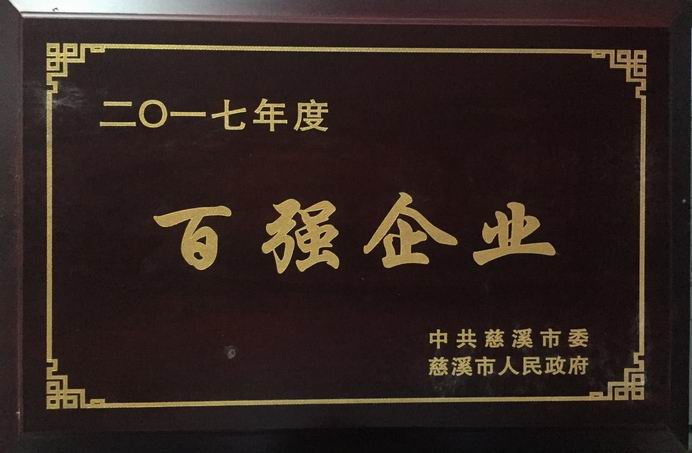 二〇一七年度
百强企业
中共慈溪市委
慈溪市人民政府